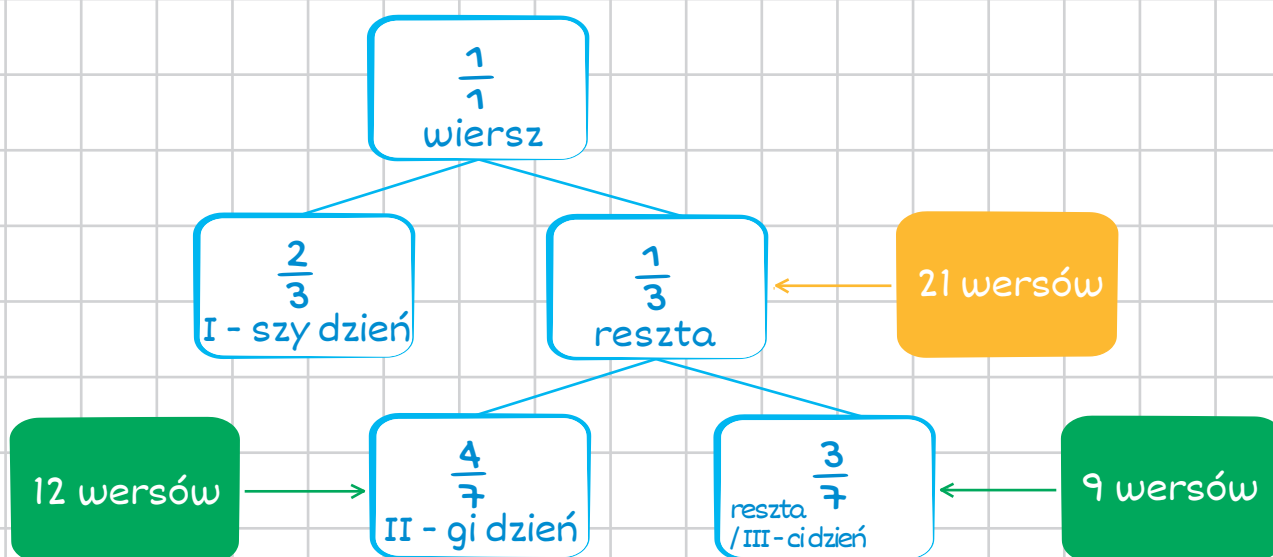 1
1
wiersz
2
3
I - szy dzień
1
3
reszta
21 wersów
12 wersów
4
7
II - gi dzień
3
7
reszta
/ III - ci dzień
9 wersów